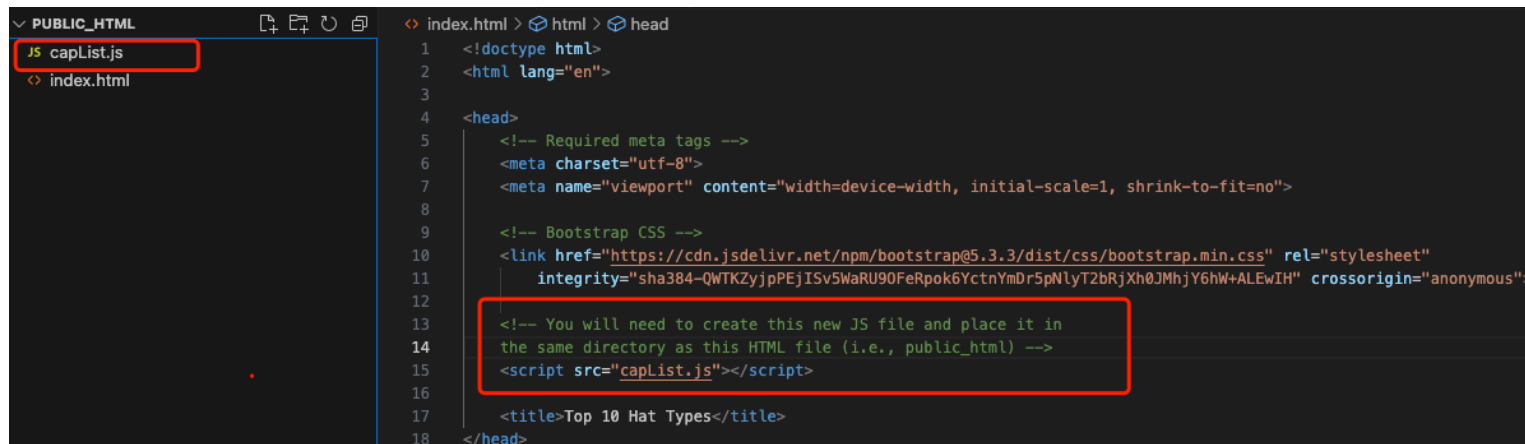 PUBLIC_HTML
JS capList.js
<> index.html
<> index.html > html > head
1 <!doctype html>
2 <html lang="en">
3
4 <head>
5 <!-- Required meta tags -->
6 <meta charset="utf-8">
7 <meta name="viewport" content="width=device-width, initial-scale=1, shrink-to-fit=no">
8
9 <!-- Bootstrap CSS -->
10 <link href="https://cdn.jsdelivr.net/npm/bootstrap@5.3.3/dist/css/bootstrap.min.css" rel="stylesheet"
11 integrity="sha384-QWTKZyjpPEjISv5WaRU9OFeRpok6YctnYmDr5pNlyT2bRjXh0JMhjY6hW+ALEwIH" crossorigin="anonymous"
12
13 <!-- You will need to create this new JS file and place it in
14 the same directory as this HTML file (i.e., public_html) -->
15 <script src="capList.js"></script>
16
17 <title>Top 10 Hat Types</title>
18 </head>